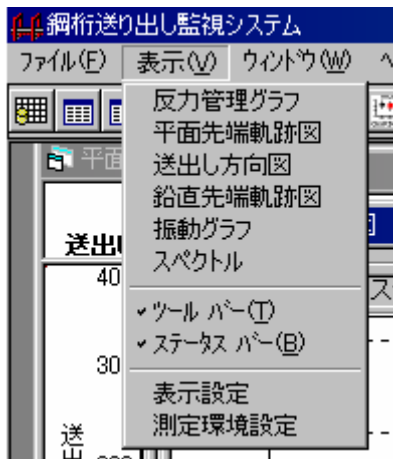 鋼桁送り出し監視システム
ファイル(F) 表示(V) ウィンドウ(W)
反力管理グラフ
平面先端軌跡図
送出し方向図
鉛直先端軌跡図
振動グラフ
スペクトル
✓ ツール バー(T)
✓ ステータス バー(B)
表示設定
測定環境設定
平面
送出
40
30
送